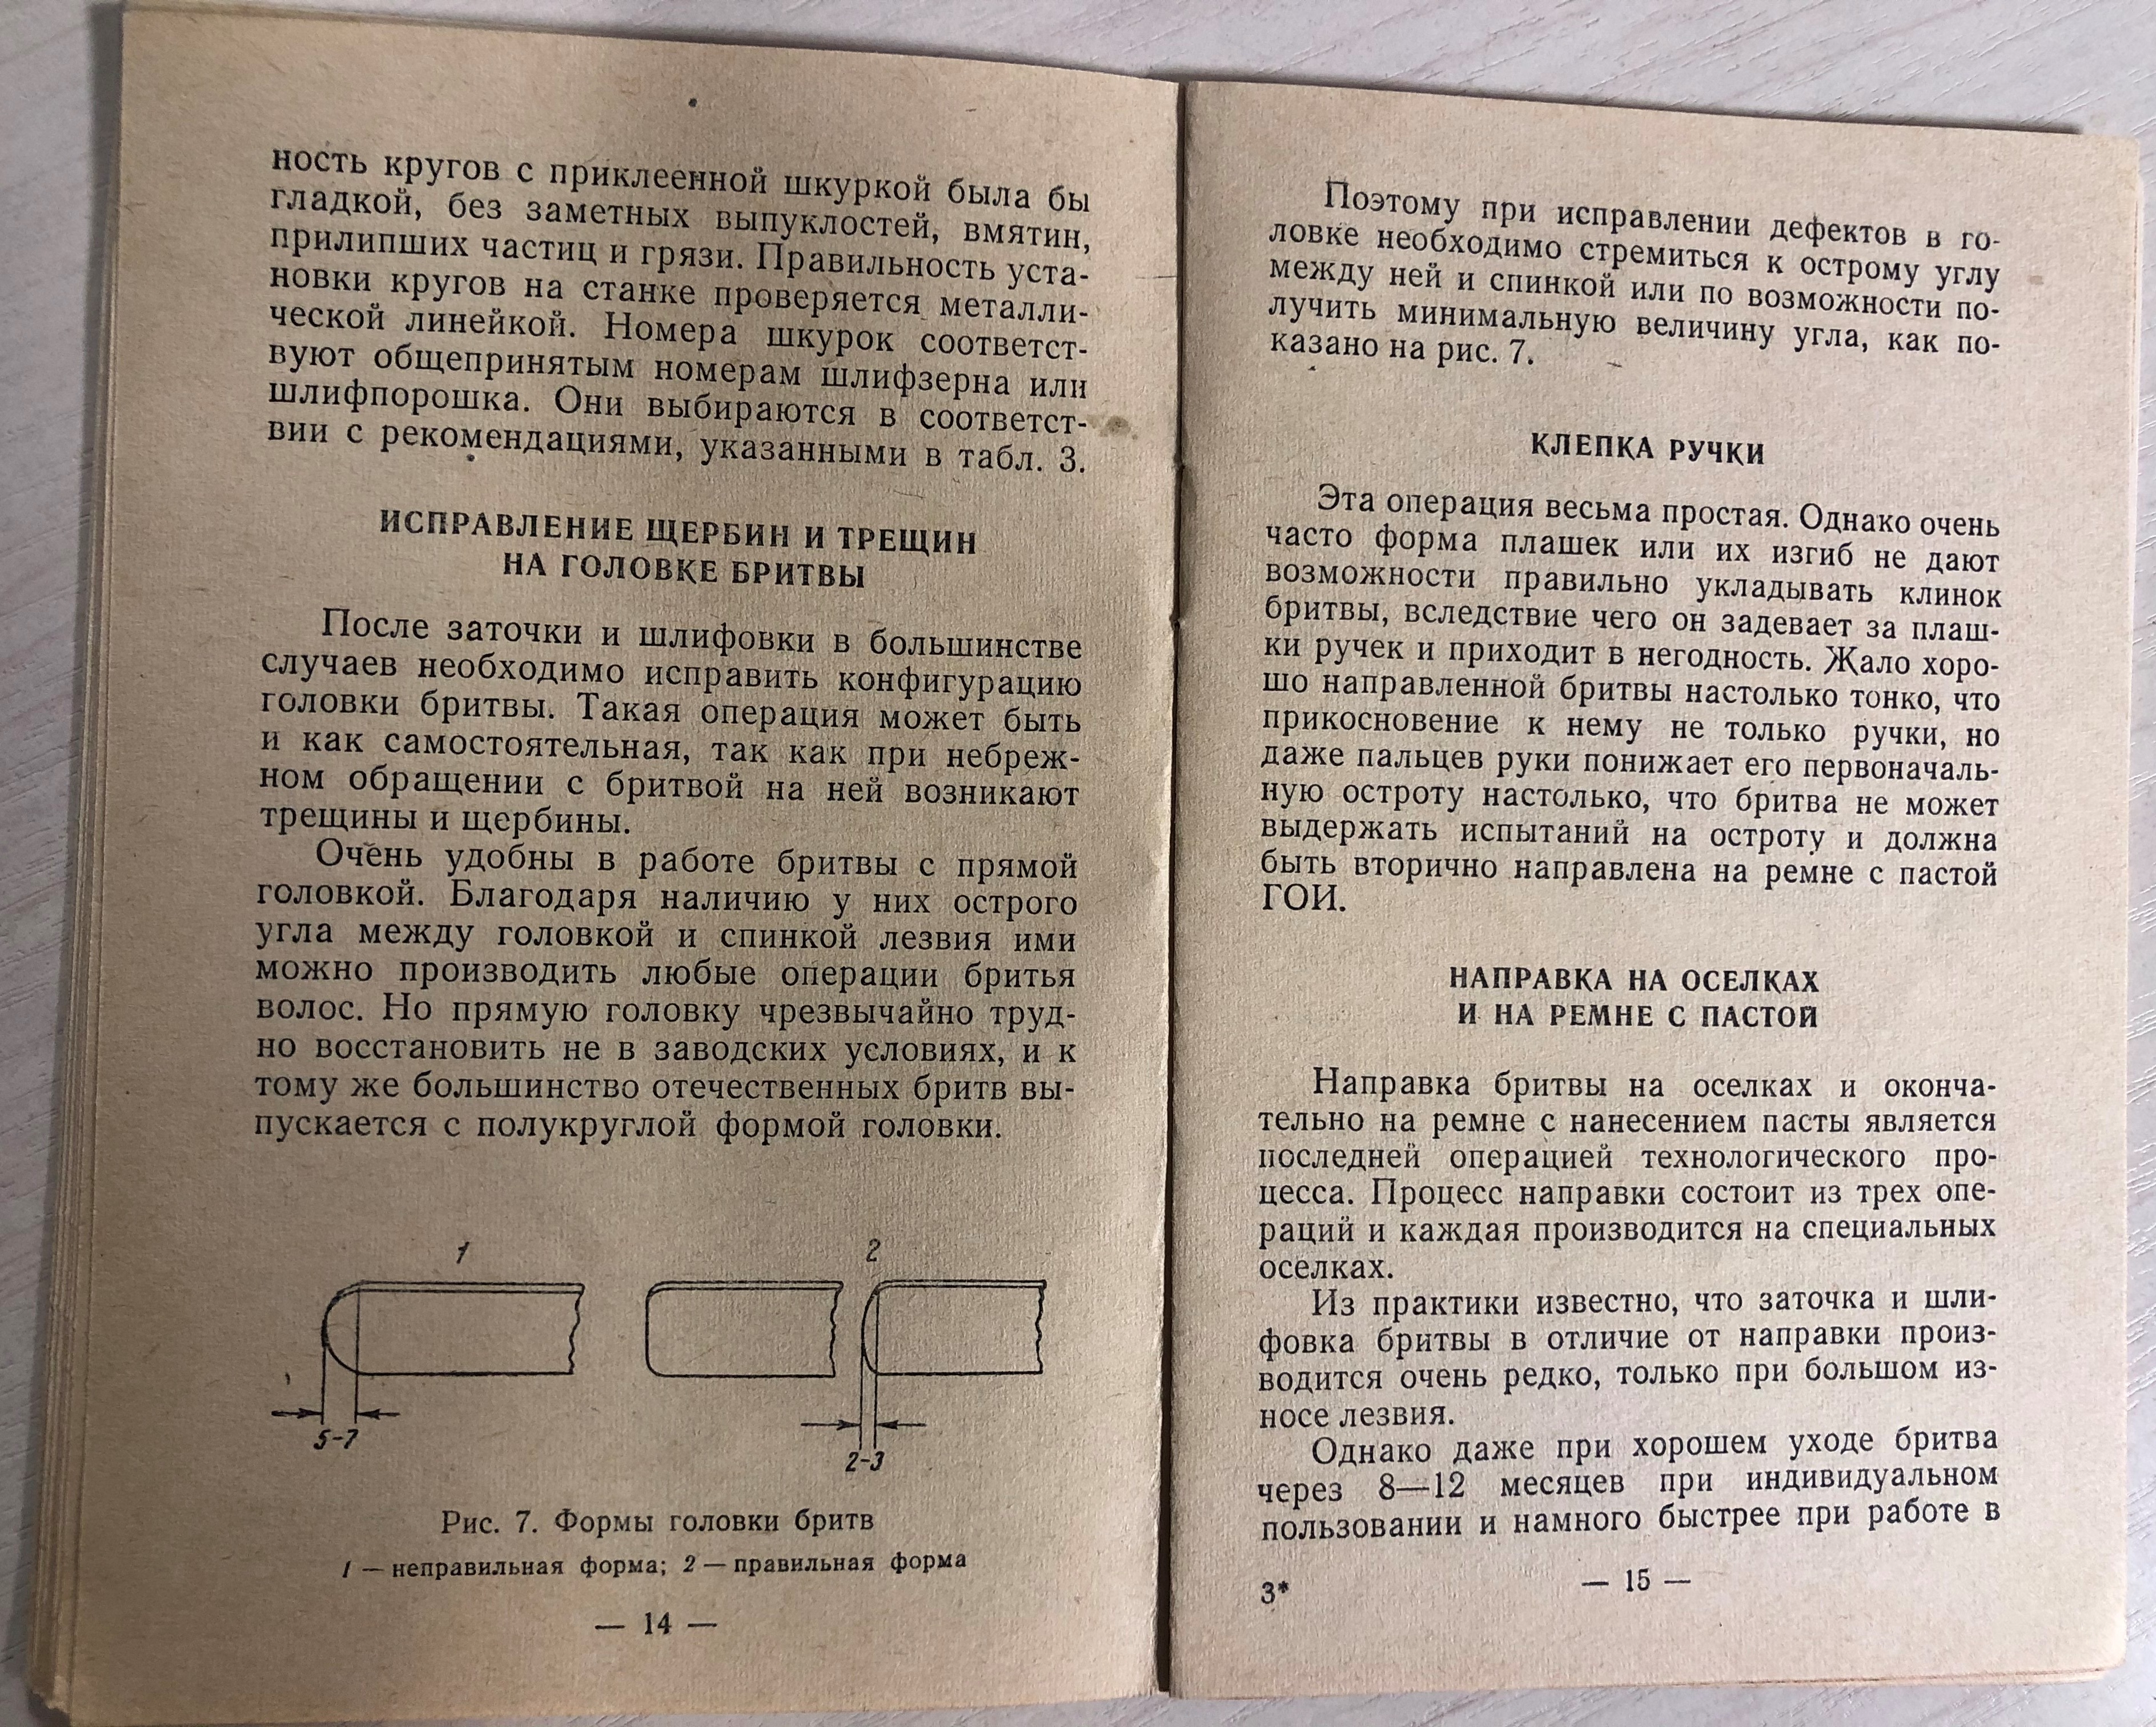 ность кругов с приклеенной шкуркой была бы
гладкой, без заметных выпуклостей, вмятин,
прилипших частиц и грязи. Правильность уста-
новки кругов на станке проверяется металли-
ческой линейкой. Номера шкурок соответст-
вуют общепринятым номерам шлифзерна или
шлифпорошка. Они выбираются в соответст-
вии с рекомендациями, указанными в табл. 3.
ИСПРАВЛЕНИЕ ЩЕРБИН И ТРЕЩИН
НА ГОЛОВКЕ БРИТВЫ
После заточки и шлифовки в большинстве
случаев необходимо исправить конфигурацию
головки бритвы. Такая операция может быть
и как самостоятельная, так как при небреж-
ном обращении с бритвой на ней возникают
трещины и щербины.
Очень удобны в работе бритвы с прямой
головкой. Благодаря наличию у них острого
угла между головкой и спинкой лезвия ими
можно производить любые операции бритья
волос. Но прямую головку чрезвычайно труд-
но восстановить не в заводских условиях, и к
тому же большинство отечественных бритв вы-
пускается с полукруглой формой головки.
1
2
5-7
2-3
Рис. 7. Формы головки бритв
1 — неправильная форма; 2 — правильная форма
— 14 —
Поэтому при исправлении дефектов в го-
ловке необходимо стремиться к острому углу
между ней и спинкой или по возможности по-
лучить минимальную величину угла, как по-
казано на рис. 7.
КЛЕПКА РУЧКИ
Эта операция весьма простая. Однако очень
часто форма плашек или их изгиб не дают
возможности правильно укладывать клинок
бритвы, вследствие чего он задевает за плаш-
ки ручек и приходит в негодность. Жало хоро-
шо направленной бритвы настолько тонко, что
прикосновение к нему не только ручки, но
даже пальцев руки понижает его первоначаль-
ную остроту настолько, что бритва не может
выдержать испытаний на остроту и должна
быть вторично направлена на ремне с пастой
ГОИ.
НАПРАВКА НА ОСЕЛКАХ
И НА РЕМНЕ С ПАСТОЙ
Направка бритвы на оселках и оконча-
тельно на ремне с нанесением пасты является
последней операцией технологического про-
цесса. Процесс направки состоит из трех опе-
раций и каждая производится на специальных
оселках.
Из практики известно, что заточка и шли-
фовка бритвы в отличие от направки произ-
водится очень редко, только при большом из-
носе лезвия.
Однако даже при хорошем уходе бритва
через 8—12 месяцев при индивидуальном
пользовании и намного быстрее при работе в
3*
— 15 —